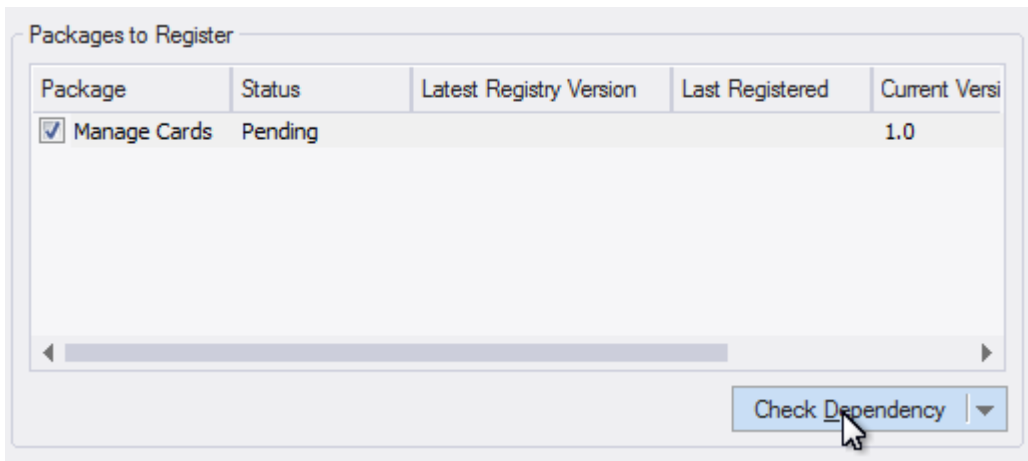 Packages to Register
Package Status Latest Registry Version Last Registered Current Versi
Manage Cards Pending 1.0
Check Dependency